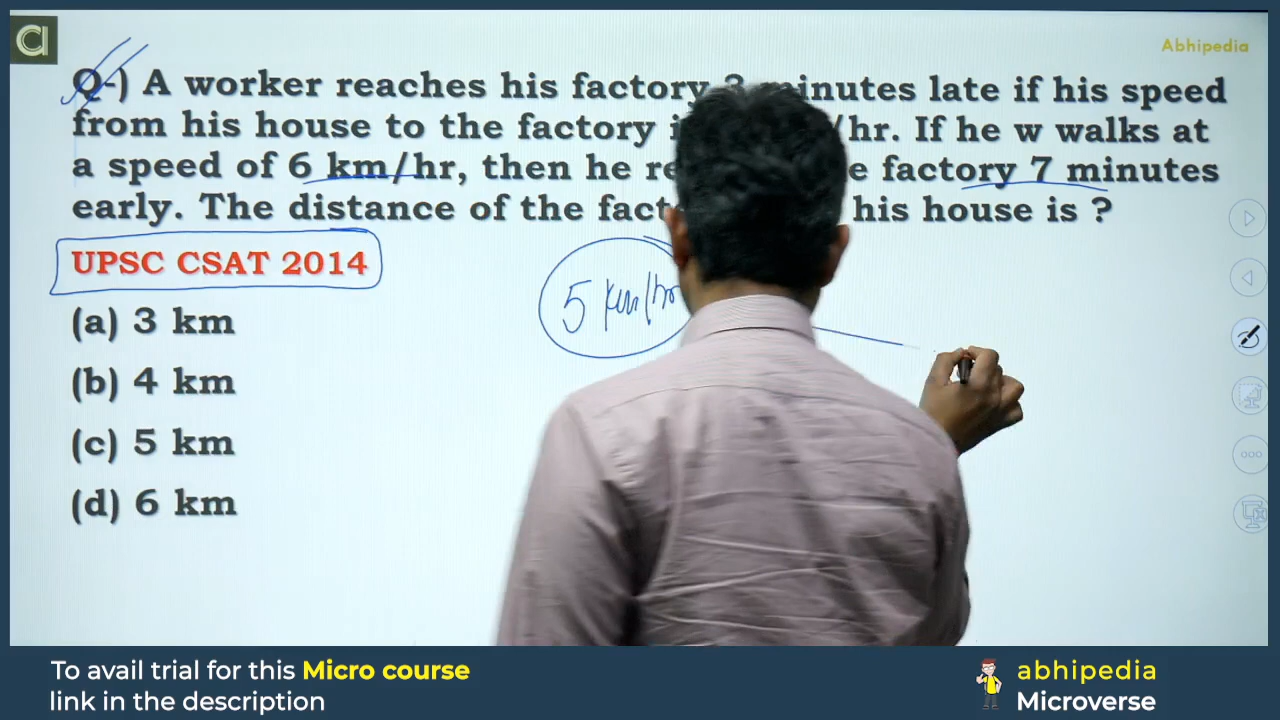 Abhipedia
Q-) A worker reaches his factory 3 minutes late if his speed
from his house to the factory /hr. If he w walks at
a speed of 6 km/hr, then he factory 7 minutes
early. The distance of the his house is ?
UPSC CSAT 2014
5 km/hr
(a) 3 km
(b) 4 km
(c) 5 km
(d) 6 km
To avail trial for this Micro course
link in the description
abhipedia
Microverse